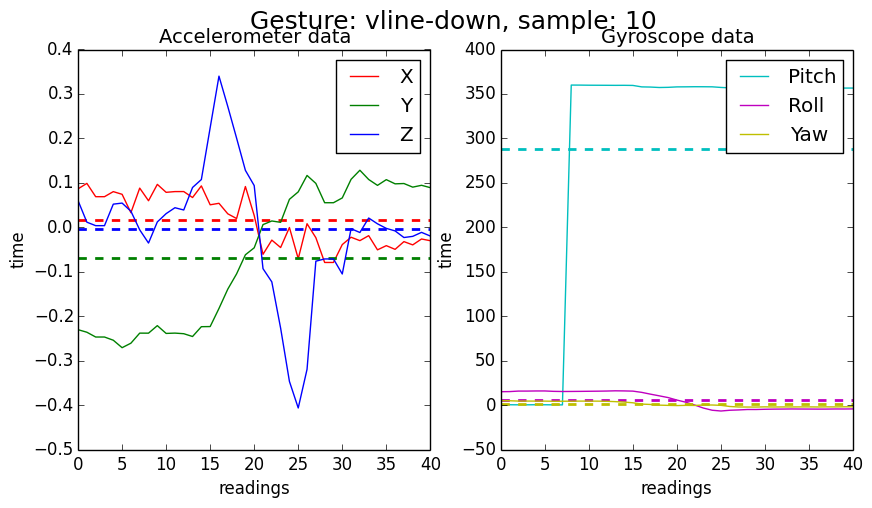 Gesture: vline-down, sample: 10
Accelerometer data
0.4
0.3
0.2
0.1
0.0
−0.1
−0.2
−0.3
−0.4
−0.5
time
X
Y
Z
0 5 10 15 20 25 30 35 40
readings
Gyroscope data
400
350
300
250
200
150
100
50
0
−50
time
Pitch
Roll
Yaw
0 5 10 15 20 25 30 35 40
readings